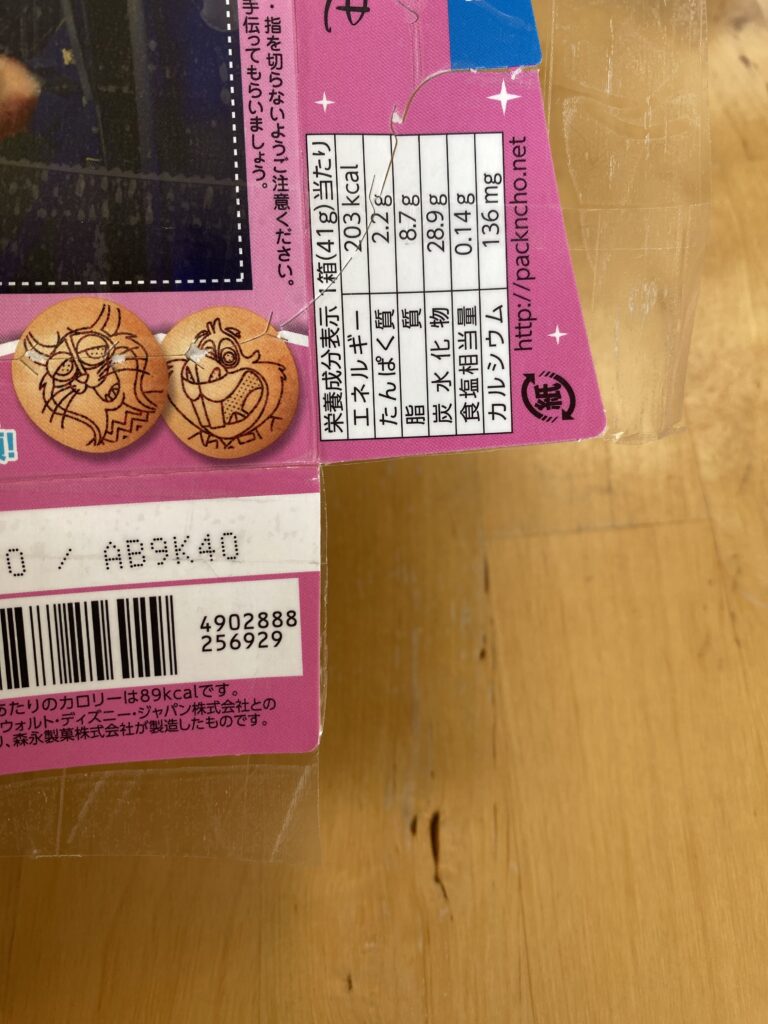 ・指を切らないようご注意ください。
手伝ってもらいましょう。
栄養成分表示 1箱(41g)当たり
エネルギー 203 kcal
たんぱく質 2.2 g
脂質 8.7 g
炭水化物 28.9 g
食塩相当量 0.14 g
カルシウム 136 mg
http://packncho.net
紙
0 / AB9K40
4902888
256929
あたりのカロリーは89kcalです。
ウォルト・ディズニー・ジャパン株式会社との
り、森永製菓株式会社が製造したものです。